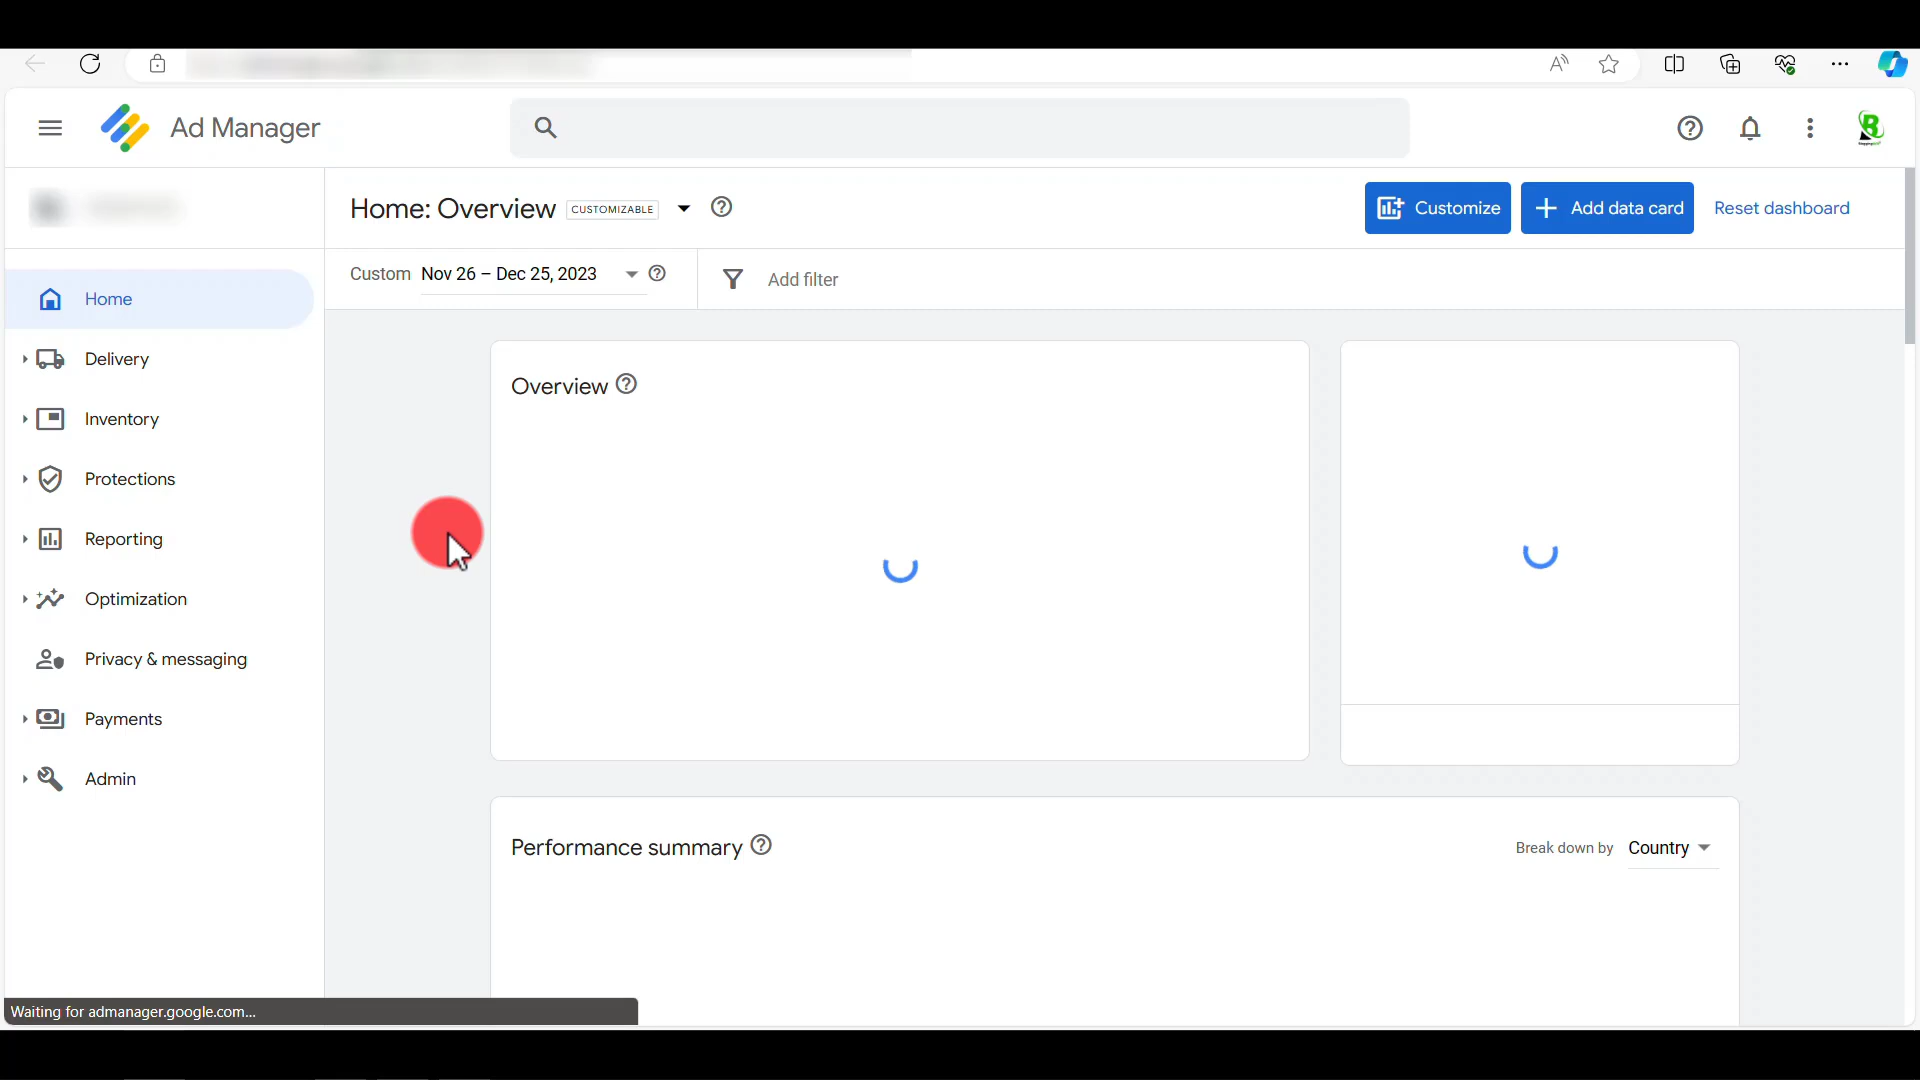 Ad Manager
Home: Overview CUSTOMIZABLE
Customize
Add data card
Reset dashboard
Custom Nov 26 – Dec 25, 2023
Add filter
Home
Delivery
Inventory
Protections
Reporting
Optimization
Privacy & messaging
Payments
Admin
Overview
Performance summary
Break down by Country
Waiting for admanager.google.com...